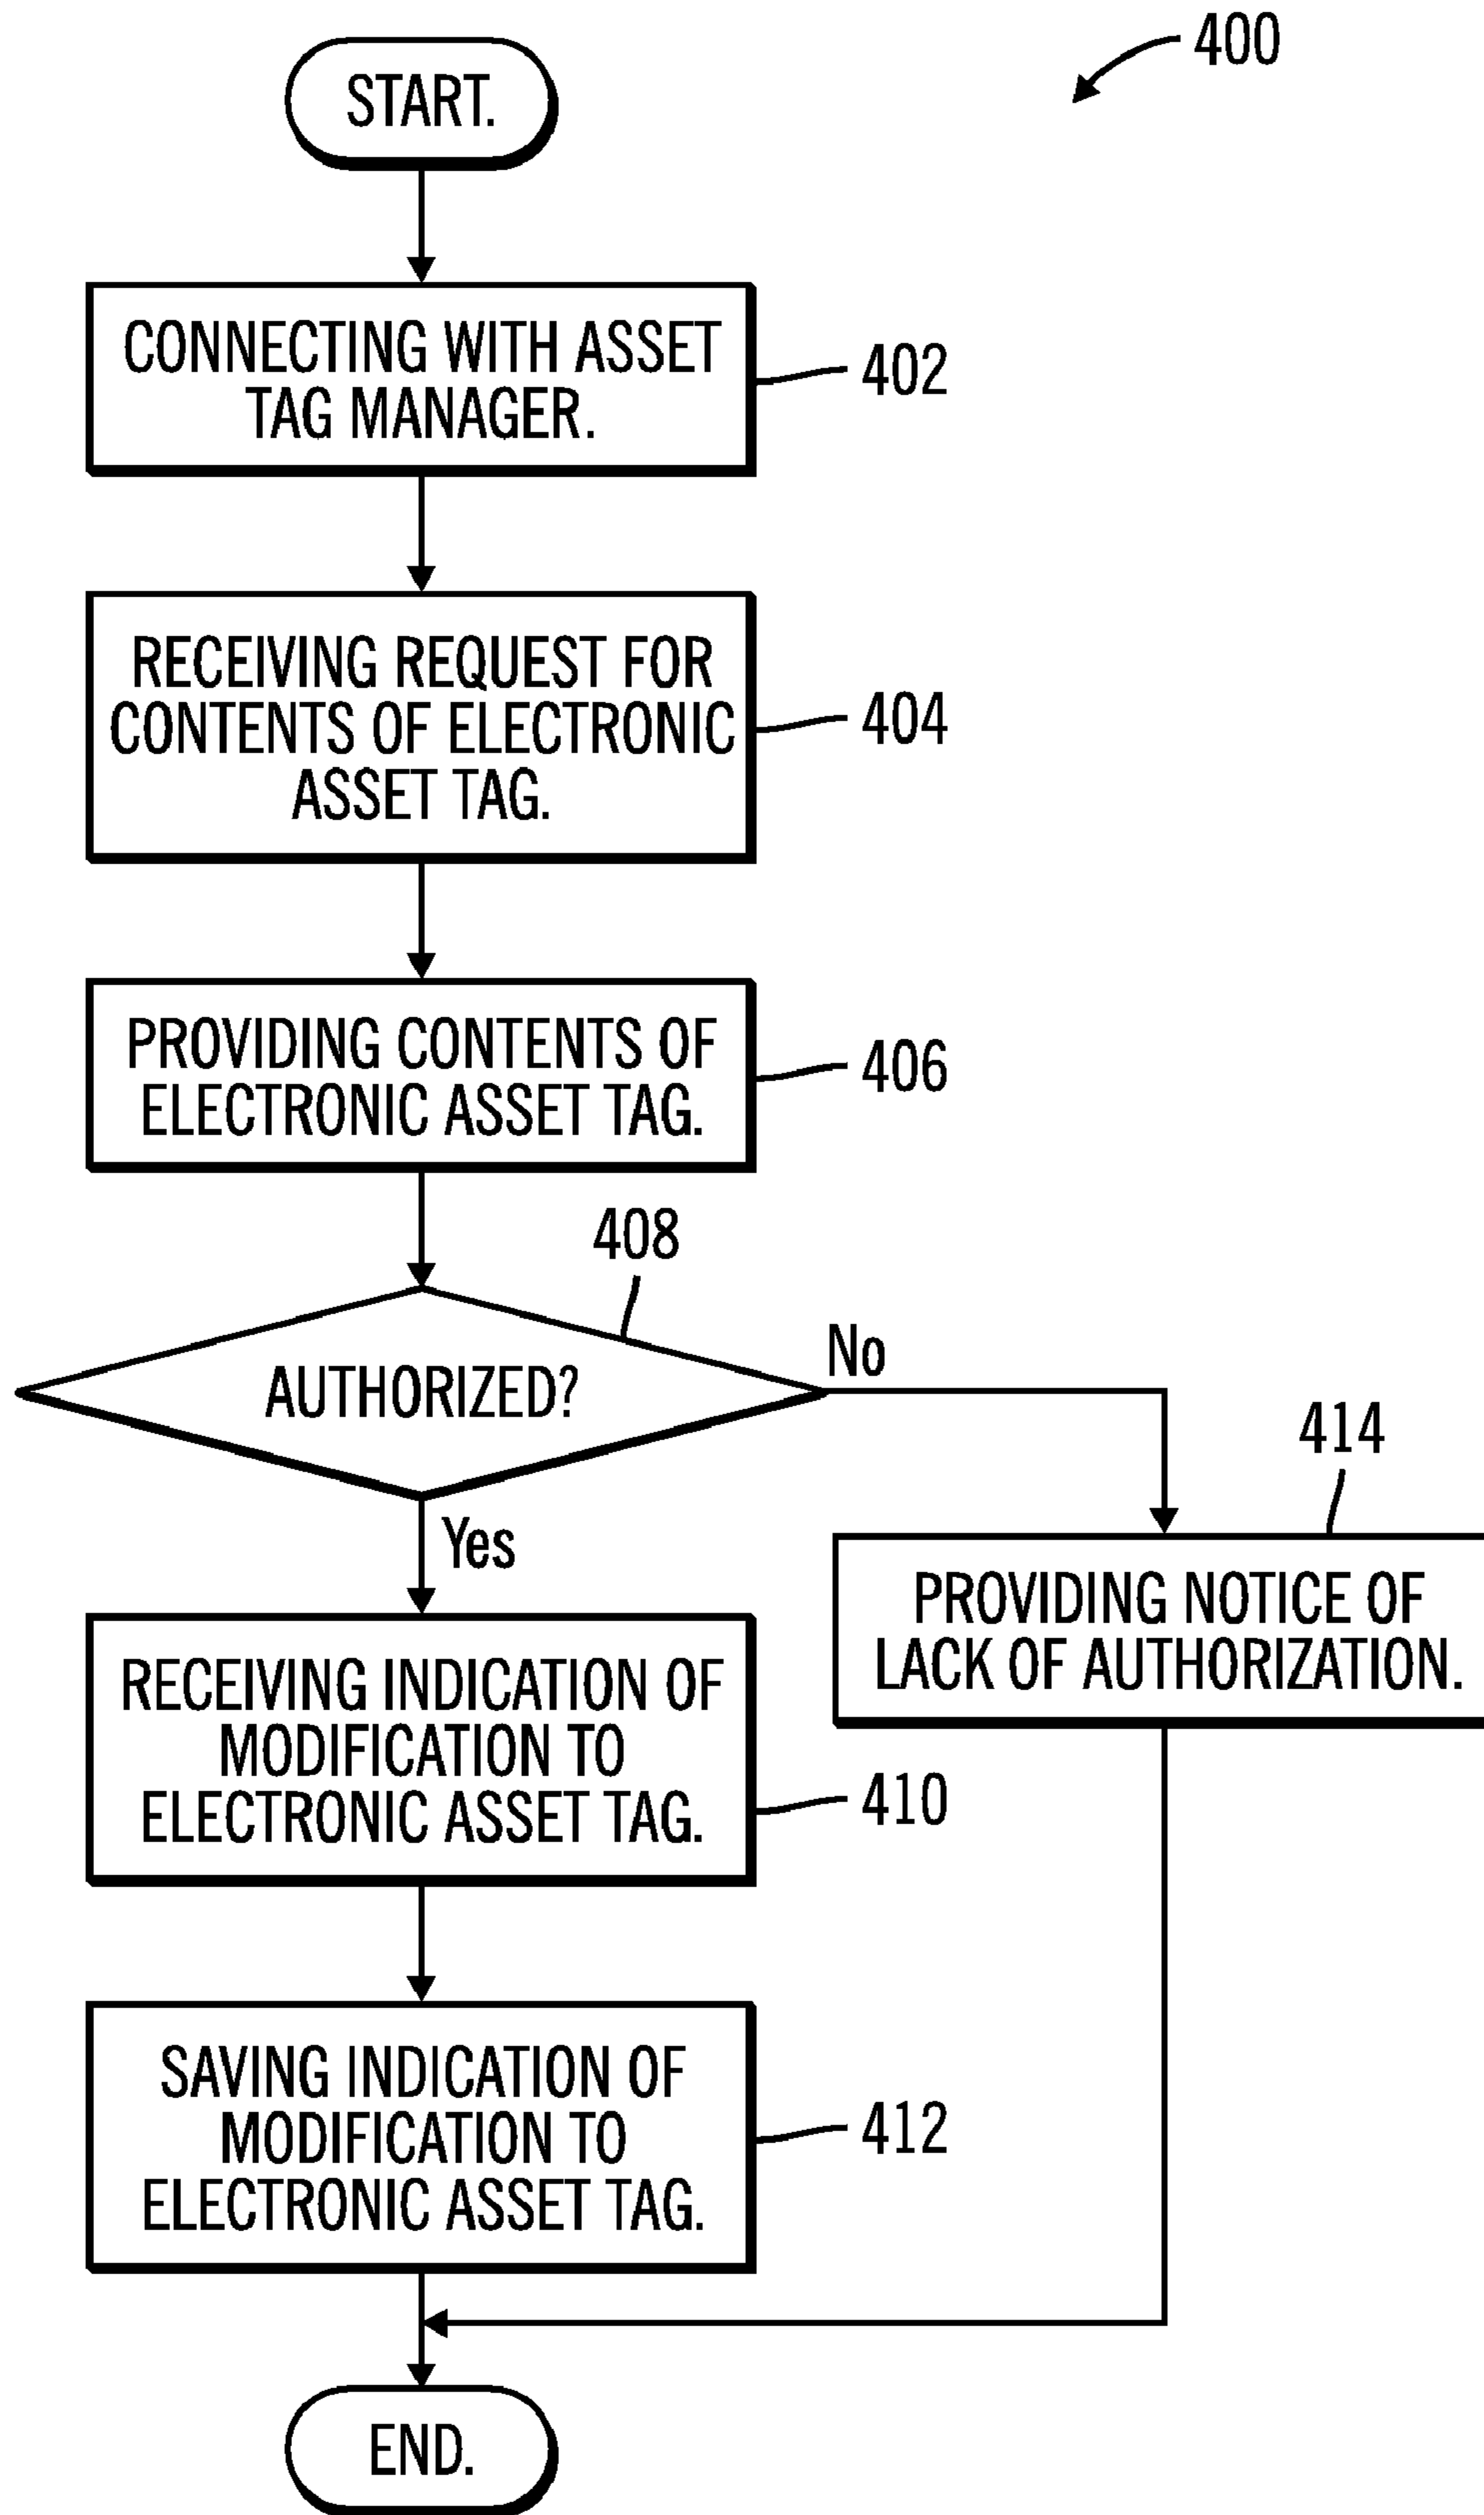 400
START.
CONNECTING WITH ASSET
TAG MANAGER.
402
RECEIVING REQUEST FOR
CONTENTS OF ELECTRONIC
ASSET TAG.
404
PROVIDING CONTENTS OF
ELECTRONIC ASSET TAG.
406
408
AUTHORIZED?
No
Yes
414
PROVIDING NOTICE OF
LACK OF AUTHORIZATION.
RECEIVING INDICATION OF
MODIFICATION TO
ELECTRONIC ASSET TAG.
410
SAVING INDICATION OF
MODIFICATION TO
ELECTRONIC ASSET TAG.
412
END.